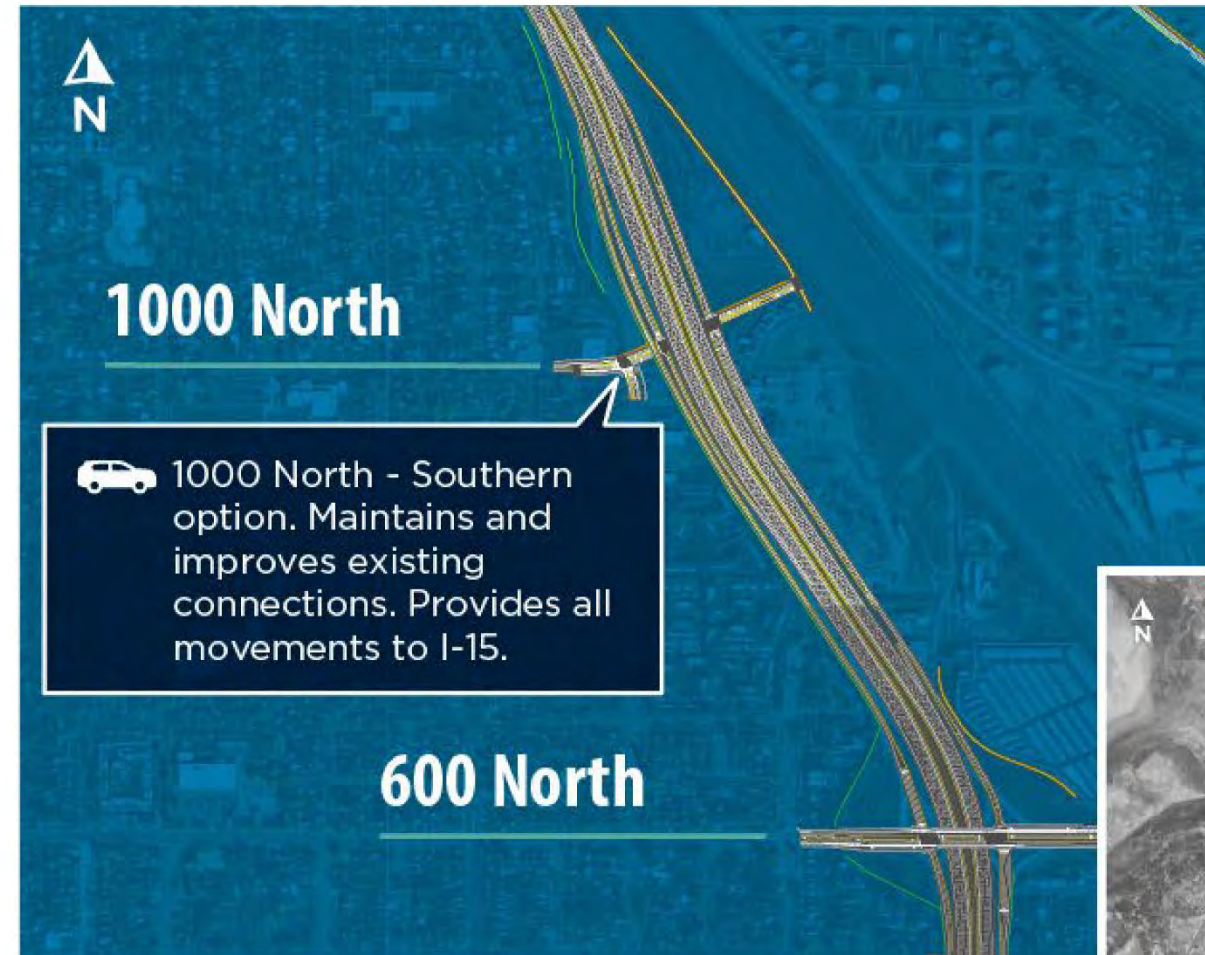 N
1000 North
1000 North - Southern
option. Maintains and
improves existing
connections. Provides all
movements to I-15.
N
600 North